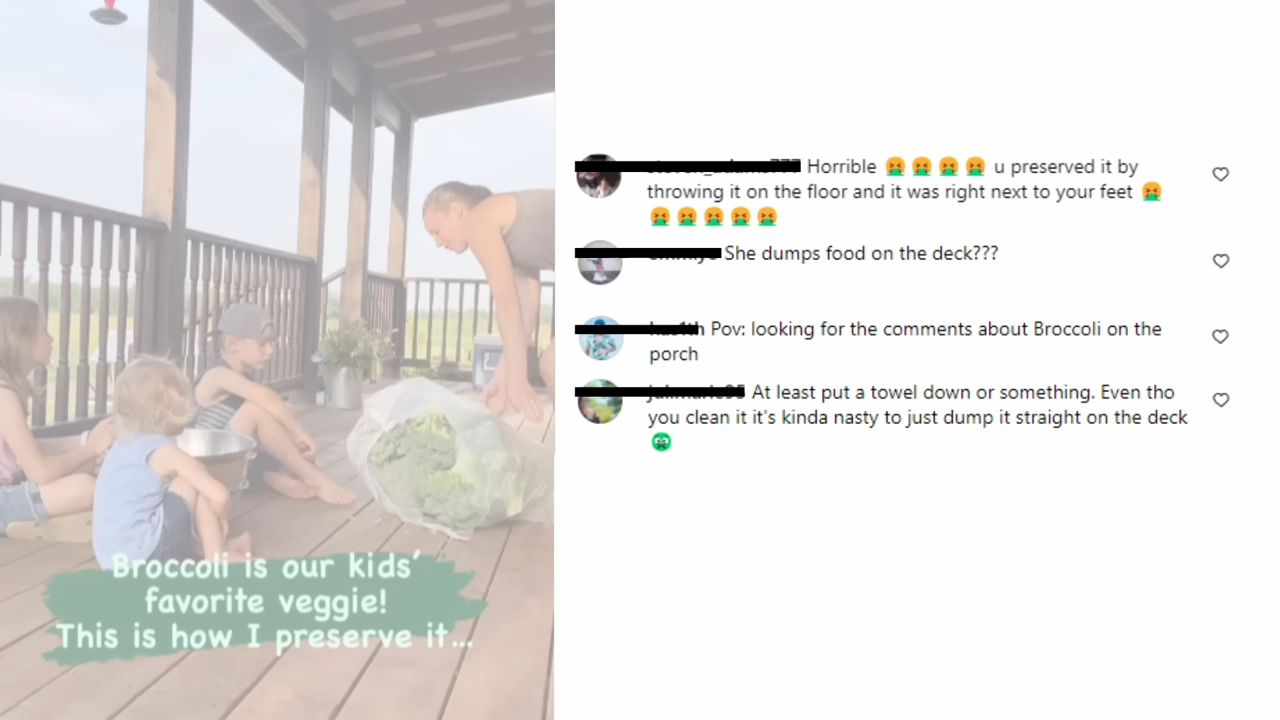 Broccoli is our kids'
favorite veggie!
This is how I preserve it...
Horrible 🤮🤮🤮🤮 u preserved it by
throwing it on the floor and it was right next to your feet 🤮
🤮🤮🤮🤮🤮
She dumps food on the deck???
Pov: looking for the comments about Broccoli on the
porch
At least put a towel down or something. Even tho
you clean it it's kinda nasty to just dump it straight on the deck
🤢